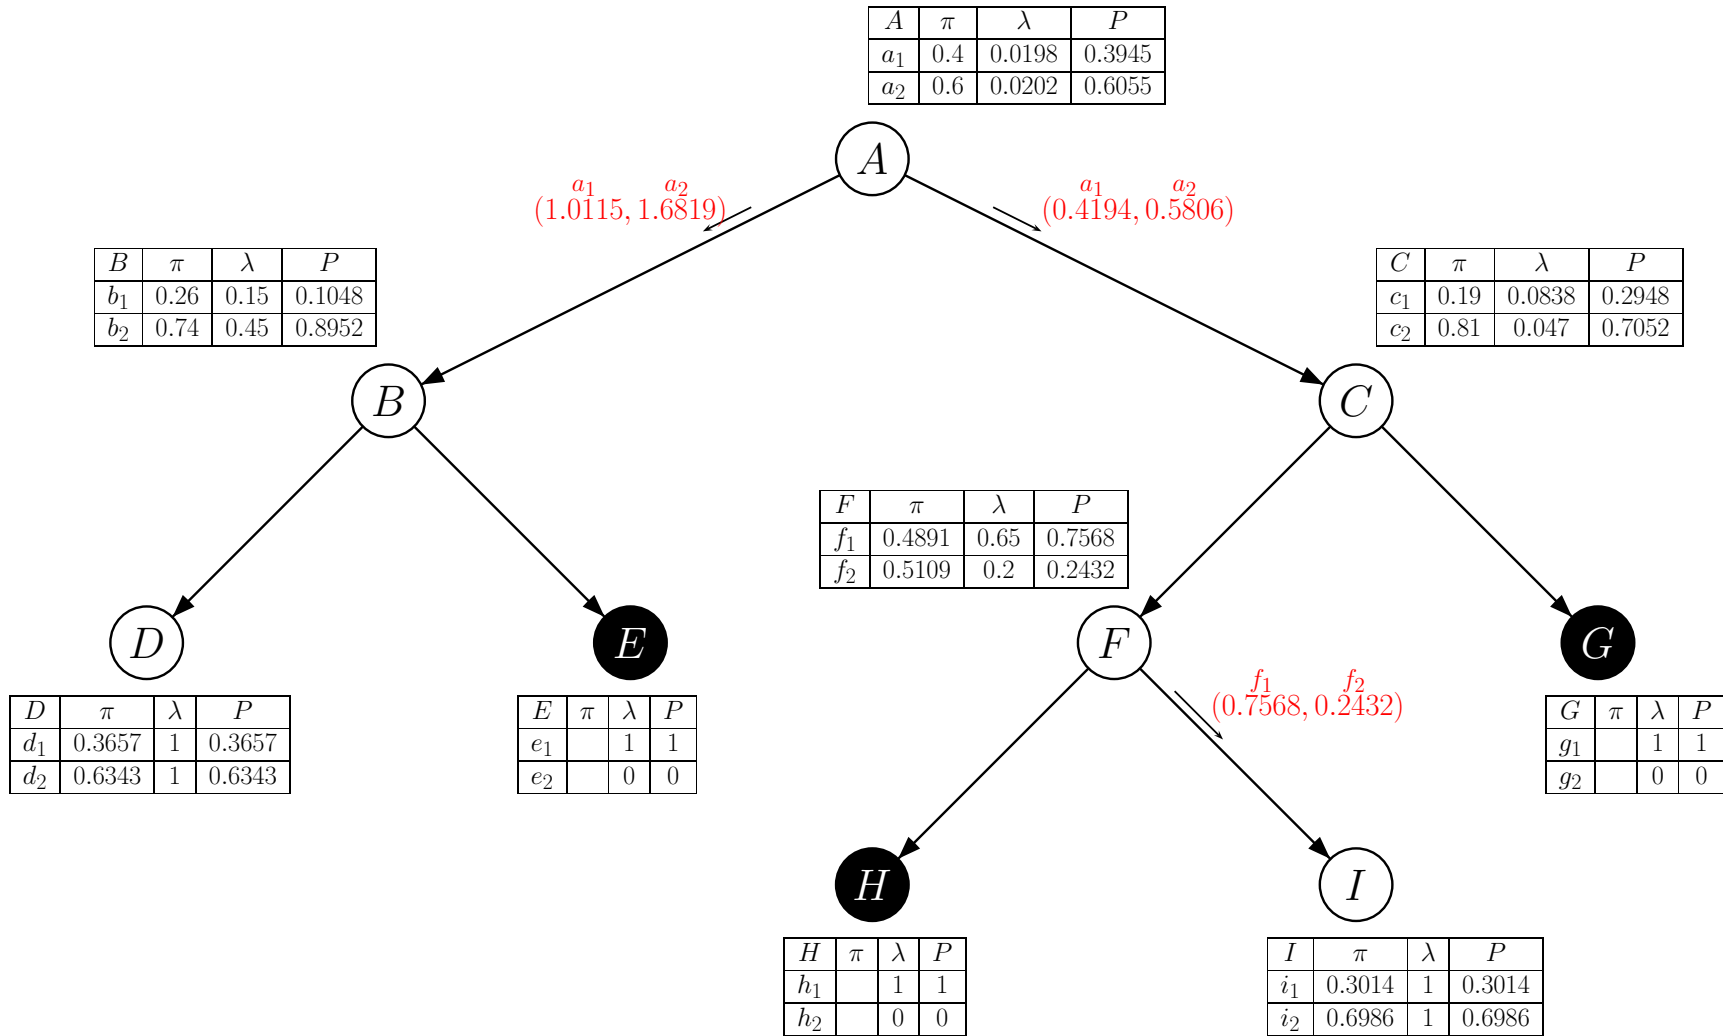 A π λ P
a1 0.4 0.0198 0.3945
a2 0.6 0.0202 0.6055
A
a1 a2
(1.0115, 1.6819)
a1 a2
(0.4194, 0.5806)
B π λ P
b1 0.26 0.15 0.1048
b2 0.74 0.45 0.8952
C π λ P
c1 0.19 0.0838 0.2948
c2 0.81 0.047 0.7052
B
C
F π λ P
f1 0.4891 0.65 0.7568
f2 0.5109 0.2 0.2432
D
E
F
G
f1 f2
(0.7568, 0.2432)
D π λ P
d1 0.3657 1 0.3657
d2 0.6343 1 0.6343
E π λ P
e1 1 1
e2 0 0
G π λ P
g1 1 1
g2 0 0
H
I
H π λ P
h1 1 1
h2 0 0
I π λ P
i1 0.3014 1 0.3014
i2 0.6986 1 0.6986